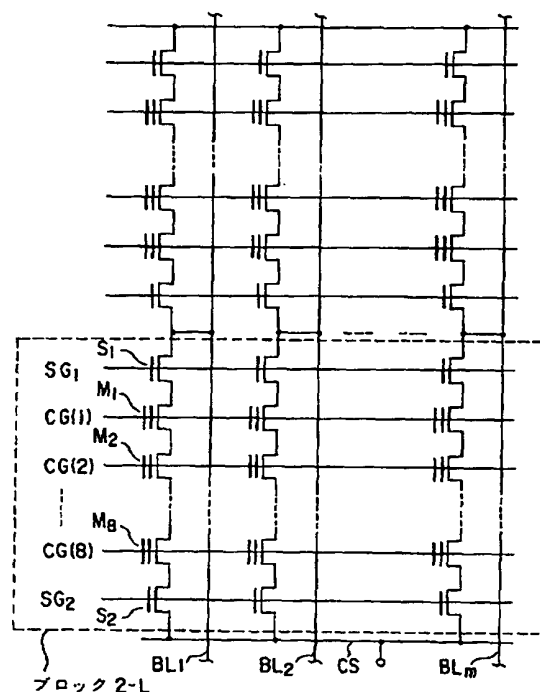 S1
SG1
M1
CG(1)
M2
CG(2)
M8
CG(8)
SG2
S2
BL1 BL2 CS BLm
ブロック 2-L